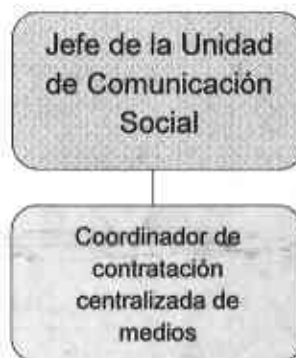 Jefe de la Unidad
de Comunicación
Social
Coordinador de
contratación
centralizada de
medios